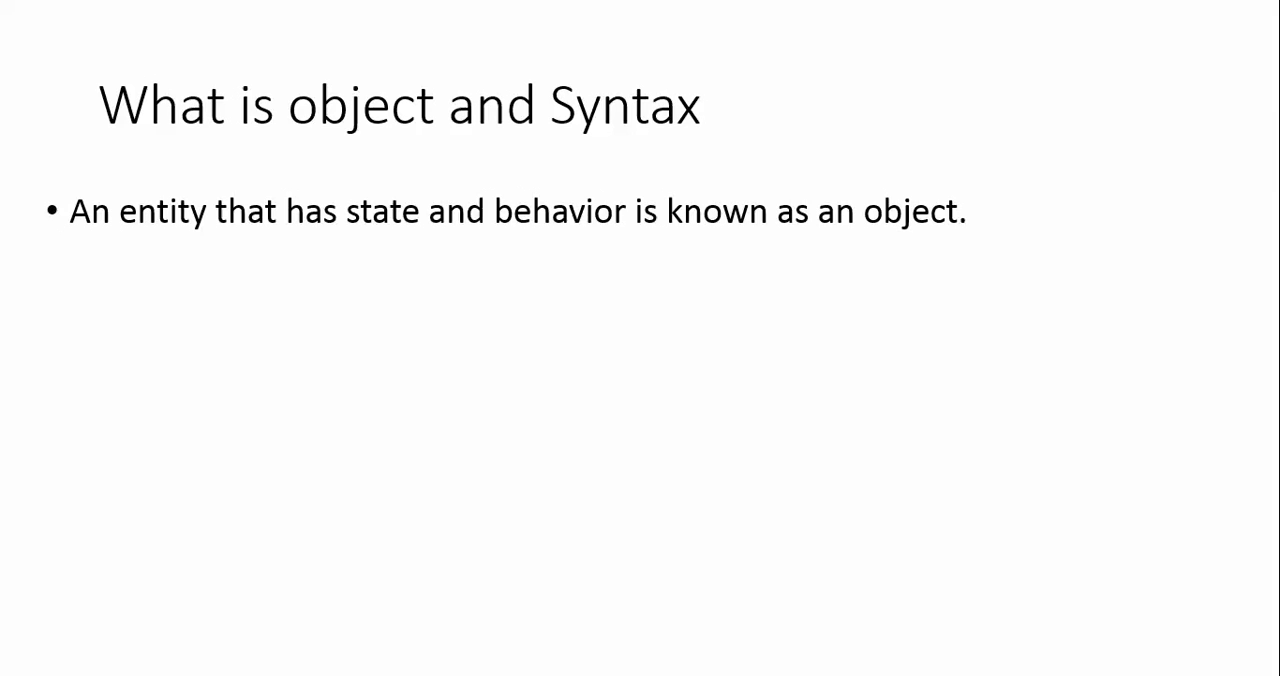 What is object and Syntax
• An entity that has state and behavior is known as an object.